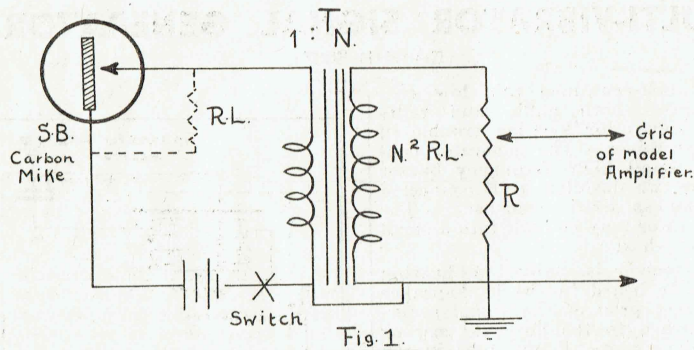 T
1 : N.
R.L.
S.B.
Carbon
Mike
N.² R.L.
R
Grid
of model
Amplifier.
Switch
Fig. 1.